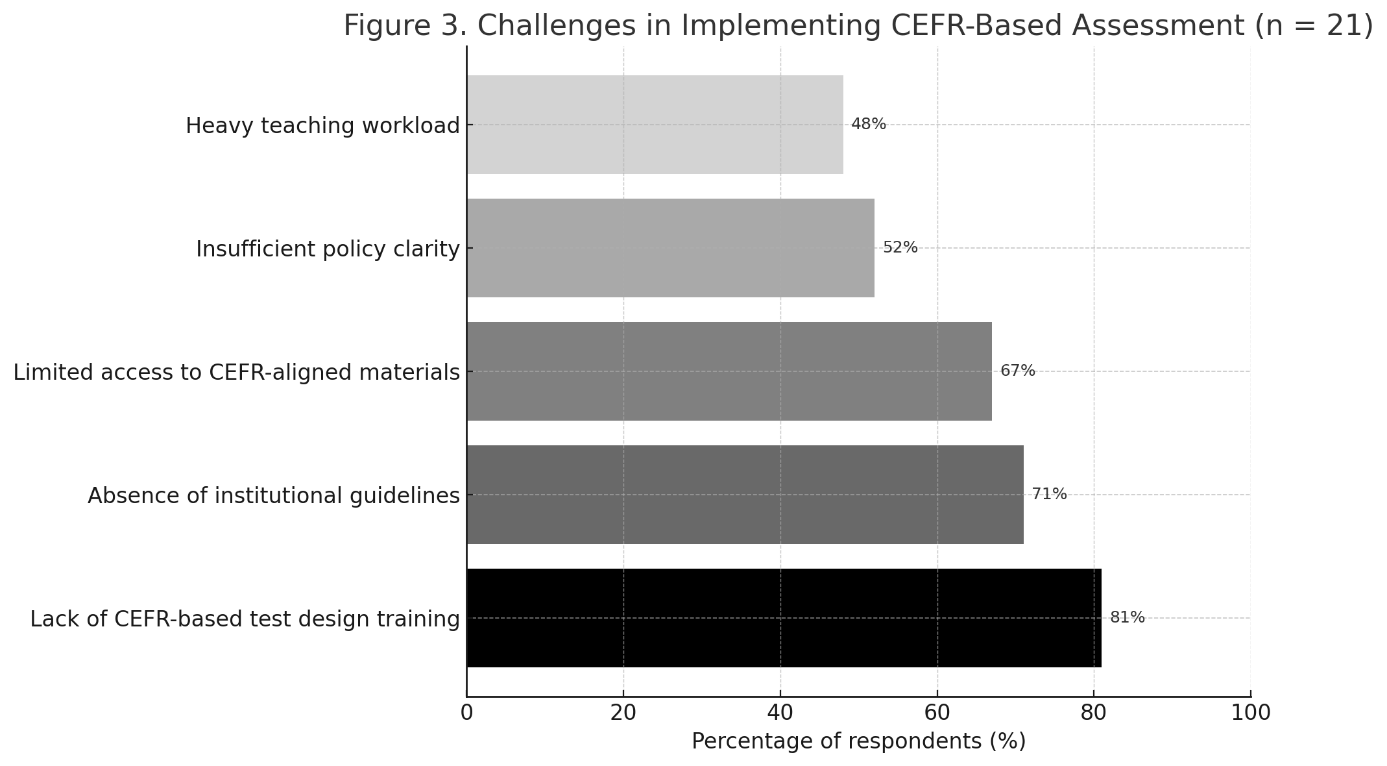 Figure 3. Challenges in Implementing CEFR-Based Assessment (n = 21)
Heavy teaching workload 48%
Insufficient policy clarity 52%
Limited access to CEFR-aligned materials 67%
Absence of institutional guidelines 71%
Lack of CEFR-based test design training 81%
0 20 40 60 80 100
Percentage of respondents (%)